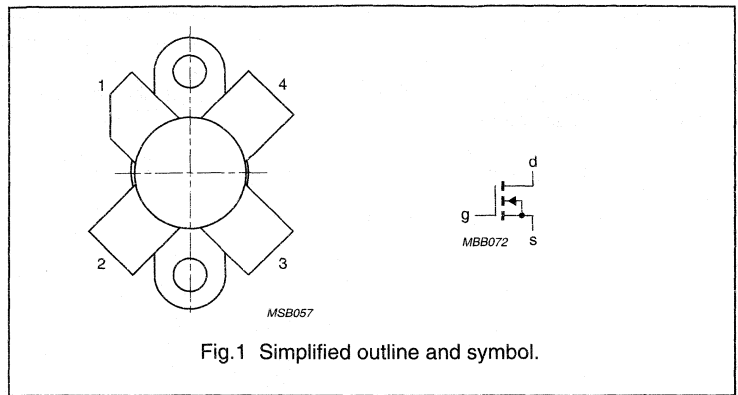 1
4
2
3
MSB057
d
g
MBB072
s
Fig.1 Simplified outline and symbol.